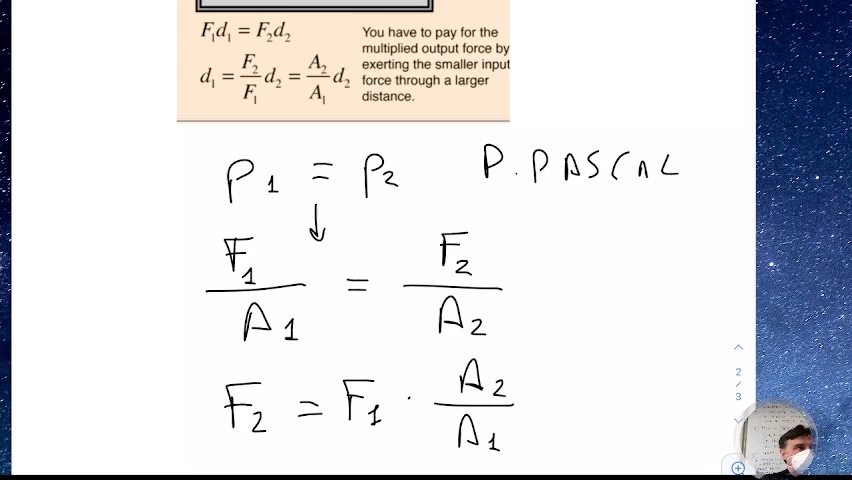 F₁d₁ = F₂d₂
d₁ = F₂/F₁ d₂ = A₂/A₁ d₂
You have to pay for the
multiplied output force by
exerting the smaller input
force through a larger
distance.
p₁ = p₂ P. PASCAL
↓
F₁/A₁ = F₂/A₂
F₂ = F₁ · A₂/A₁
2
/
3